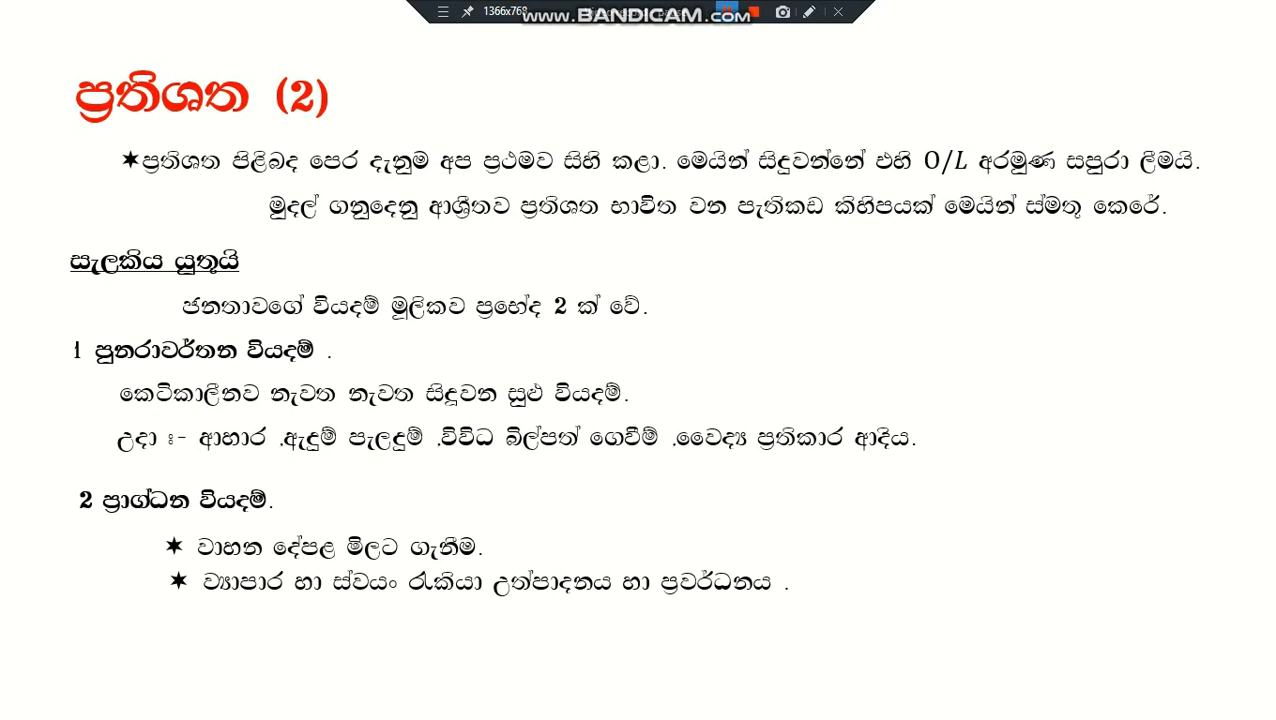 1366x768
www.BANDICAM.com
ප්‍රතිශත (2)
✶ප්‍රතිශත පිළිබද පෙර දැනුම අප ප්‍රථමව සිහි කළා. මෙයින් සිදුවන්නේ එහි O/L අරමුණ සපුරා ලීමයි.
මුදල් ගනුදෙනු ආශ්‍රිතව ප්‍රතිශත භාවිත වන පැතිකඩ කිහිපයක් මෙයින් ස්මතු කෙරේ.
සැලකිය යුතුයි
ජනතාවගේ වියදම් මූලිකව ප්‍රභේද 2 ක් වේ.
1 පුනරාවර්තන වියදම් .
කෙටිකාලීනව නැවත නැවත සිදුවන සුළු වියදම්.
උදා ඃ- ආහාර ,ඇඳුම් පැලඳුම් ,විවිධ බිල්පත් ගෙවීම් ,වෛද්‍ය ප්‍රතිකාර ආදිය.
2 ප්‍රාග්ධන වියදම්.
✶ වාහන දේපළ මිලට ගැනීම.
✶ ව්‍යාපාර හා ස්වයං රැකියා උත්පාදනය හා ප්‍රවර්ධනය .